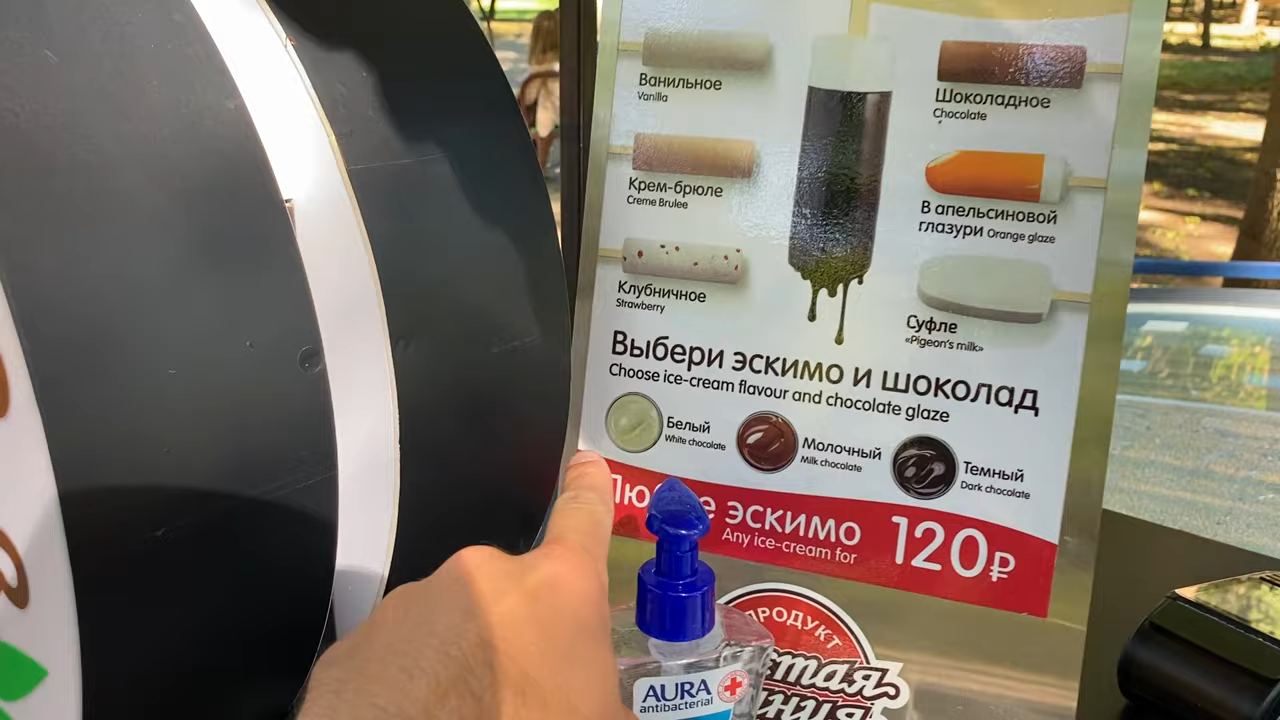 Ванильное
Vanilla
Крем-брюле
Creme Brulee
Клубничное
Strawberry
Шоколадное
Chocolate
В апельсиновой
глазури Orange glaze
Суфле
«Pigeon's milk»
Выбери эскимо и шоколад
Choose ice-cream flavour and chocolate glaze
Белый
White chocolate
Молочный
Milk chocolate
Темный
Dark chocolate
эскимо 120₽
Any ice-cream for
ПРОДУКТ
AURA
antibacterial